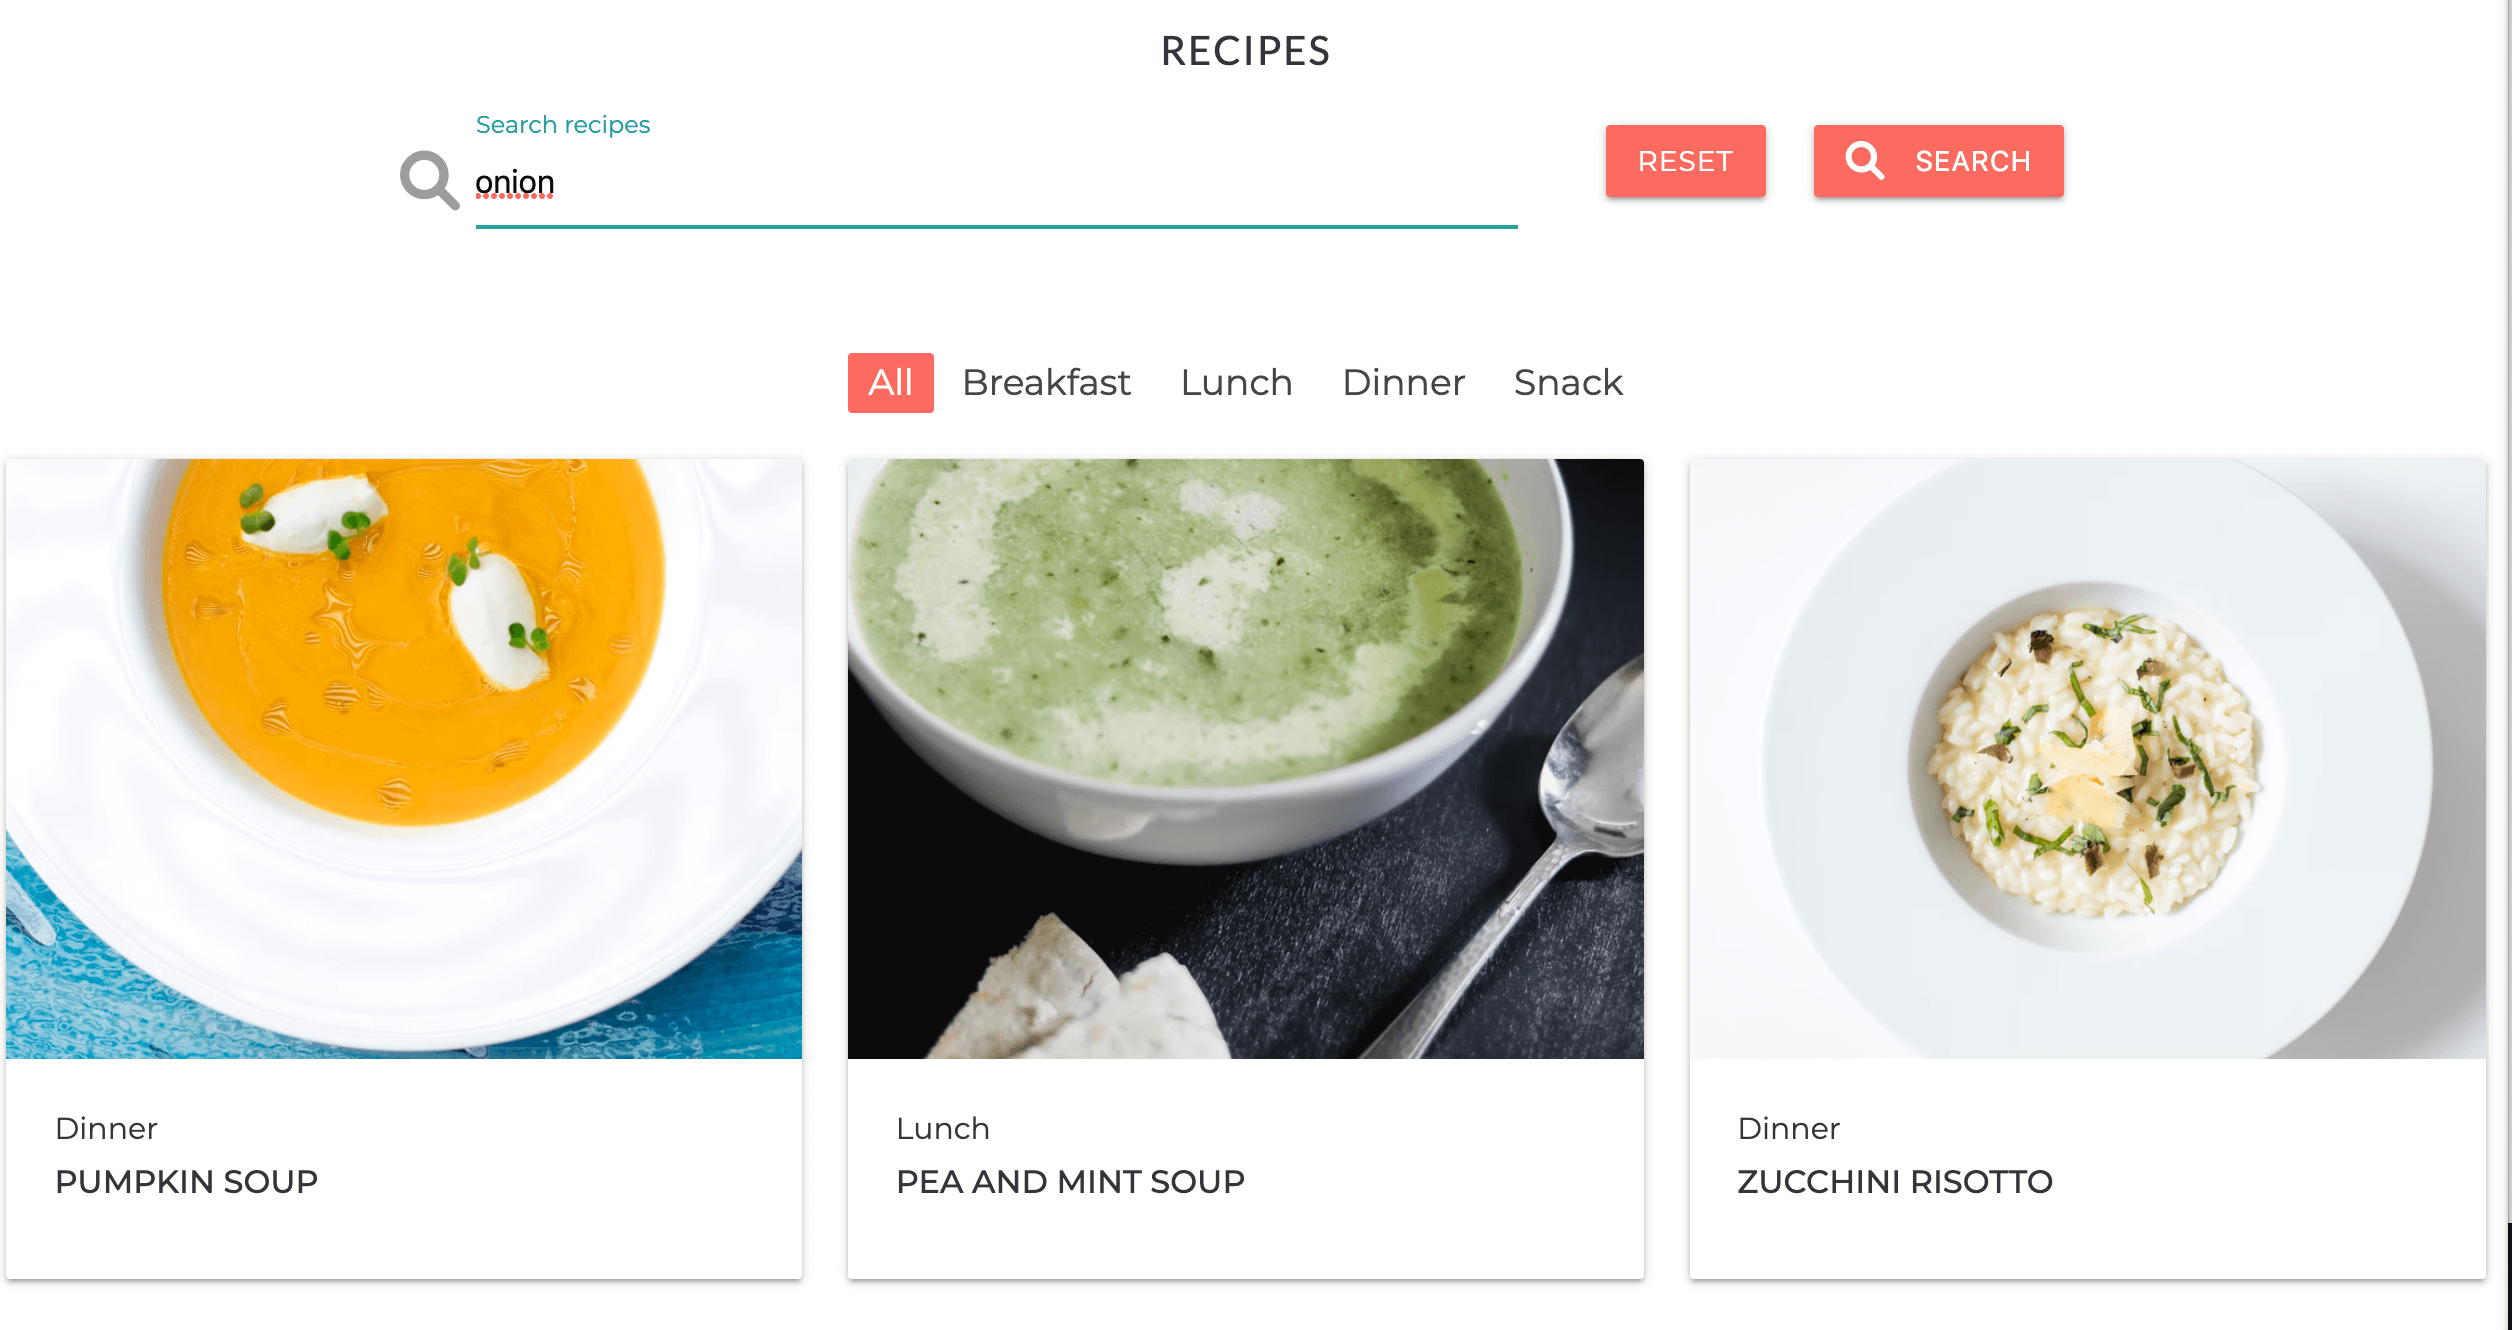 RECIPES
Search recipes
onion
RESET
SEARCH
All Breakfast Lunch Dinner Snack
Dinner
PUMPKIN SOUP
Lunch
PEA AND MINT SOUP
Dinner
ZUCCHINI RISOTTO